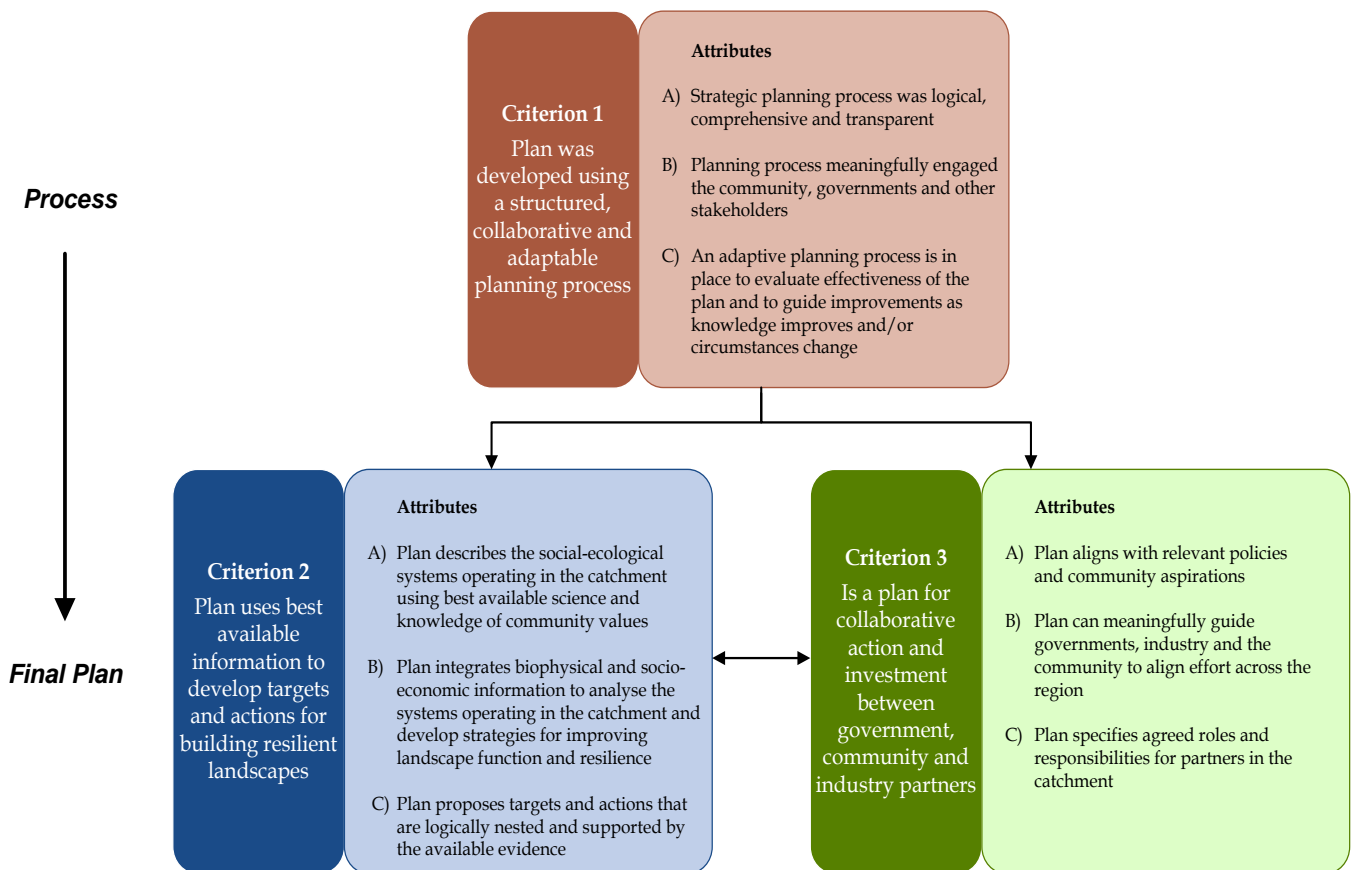 Process
Final Plan
Criterion 1
Plan was
developed using
a structured,
collaborative and
adaptable
planning process
Attributes
A) Strategic planning process was logical,
comprehensive and transparent
B) Planning process meaningfully engaged
the community, governments and other
stakeholders
C) An adaptive planning process is in
place to evaluate effectiveness of the
plan and to guide improvements as
knowledge improves and/or
circumstances change
Criterion 2
Plan uses best
available
information to
develop targets
and actions for
building resilient
landscapes
Attributes
A) Plan describes the social-ecological
systems operating in the catchment
using best available science and
knowledge of community values
B) Plan integrates biophysical and socio-
economic information to analyse the
systems operating in the catchment and
develop strategies for improving
landscape function and resilience
C) Plan proposes targets and actions that
are logically nested and supported by
the available evidence
Criterion 3
Is a plan for
collaborative
action and
investment
between
government,
community and
industry partners
Attributes
A) Plan aligns with relevant policies
and community aspirations
B) Plan can meaningfully guide
governments, industry and the
community to align effort across the
region
C) Plan specifies agreed roles and
responsibilities for partners in the
catchment